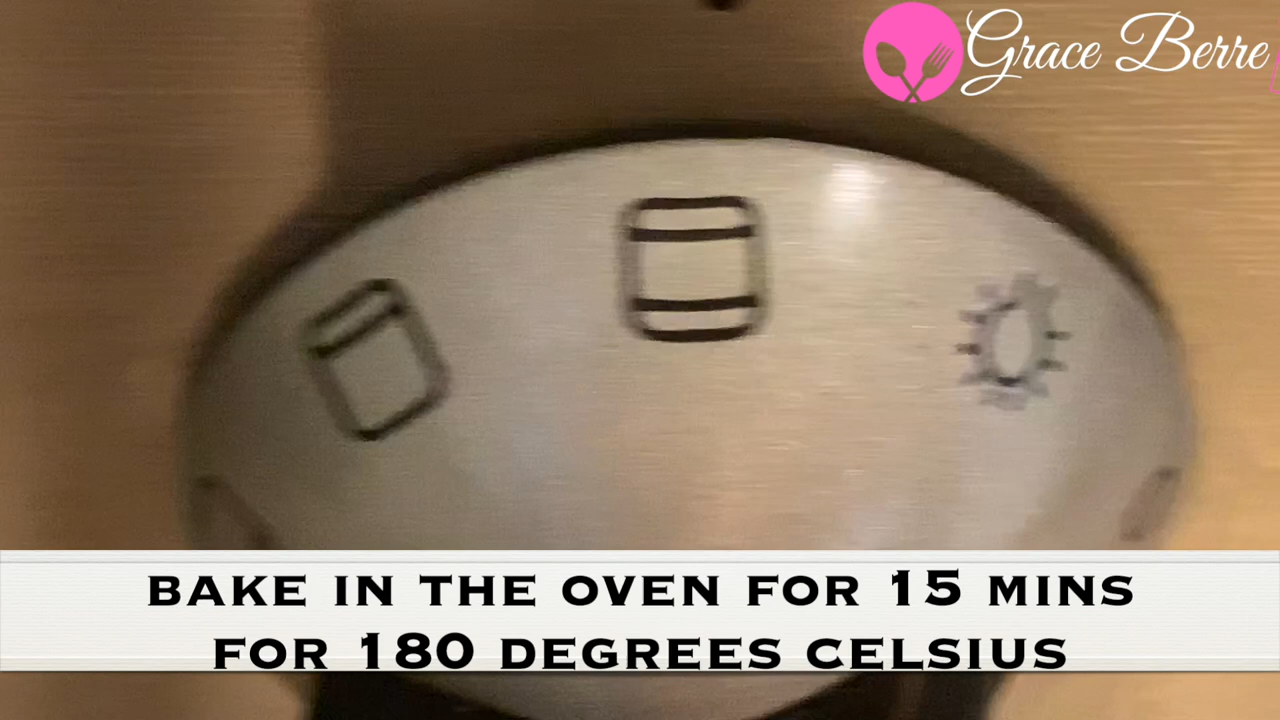 Grace Berre
BAKE IN THE OVEN FOR 15 MINS
FOR 180 DEGREES CELSIUS